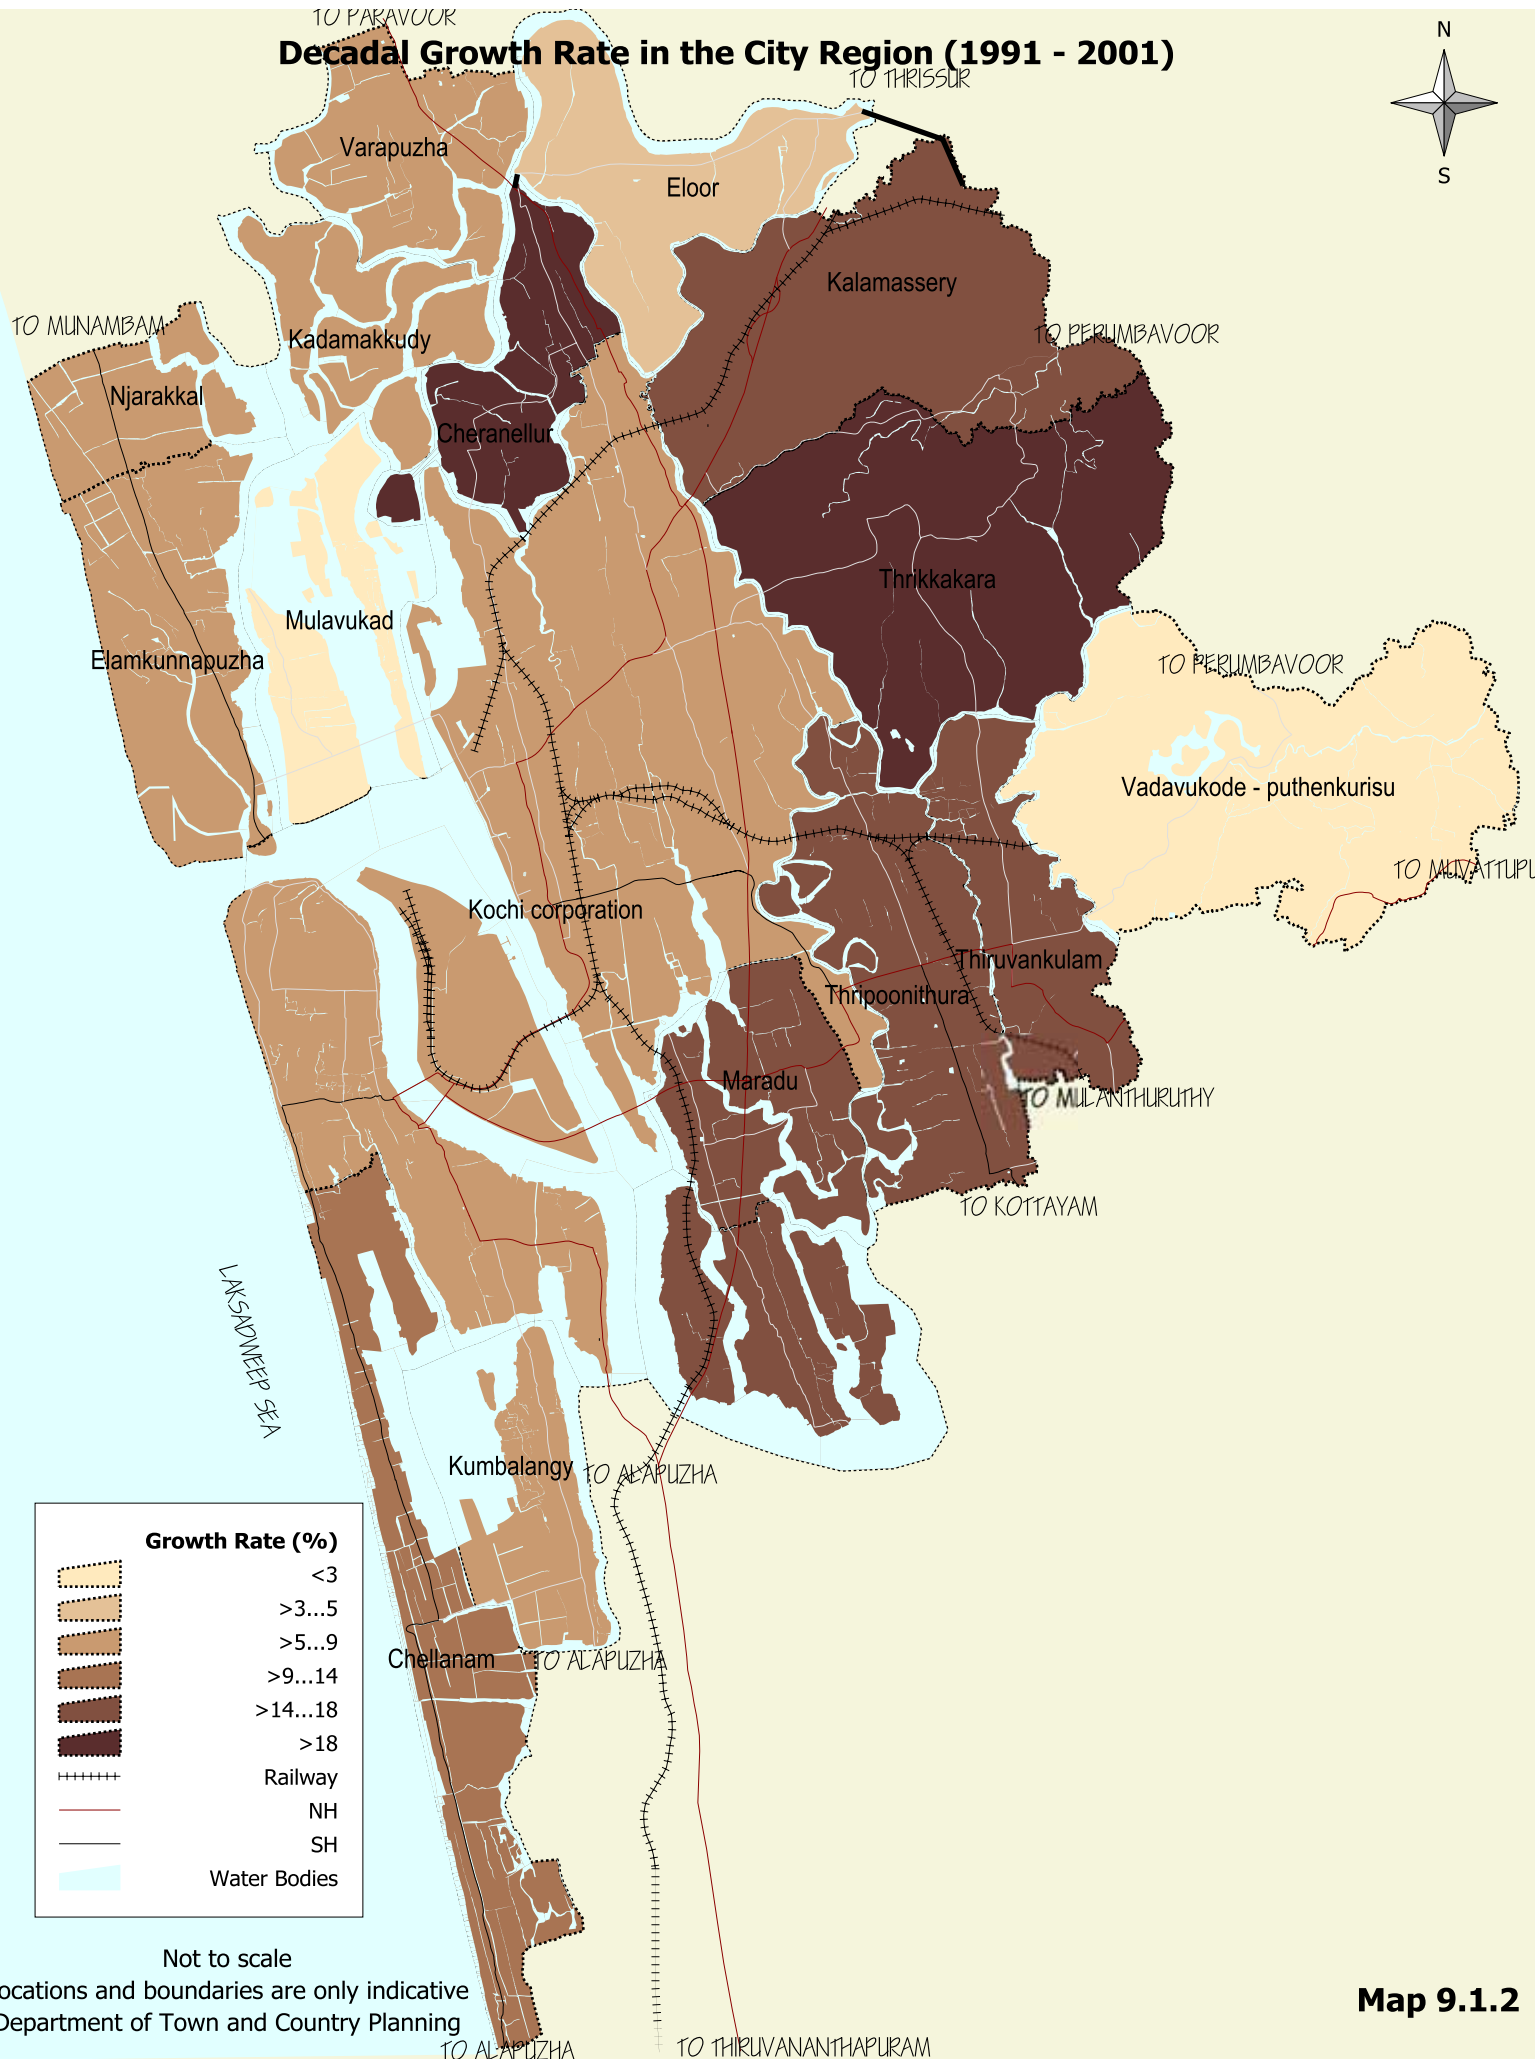 TO PARAVOOR
Decadal Growth Rate in the City Region (1991 - 2001)
N
S
TO THRISSUR
Varapuzha
Eloor
Kalamassery
TO MUNAMBAM
Kadamakkudy
TO PERUMBAVOOR
Njarakkal
Cheranellur
Thrikkakara
Mulavukad
Elamkunnapuzha
TO PERUMBAVOOR
Vadavukode - puthenkurisu
TO MUVATTUPU
Kochi corporation
Thiruvankulam
Thripoonithura
Maradu
TO MULANTHURUTHY
TO KOTTAYAM
LAKSADWEEP SEA
Kumbalangy
TO ALAPUZHA
Chellanam
TO ALAPUZHA
Growth Rate (%)
<3
>3...5
>5...9
>9...14
>14...18
>18
Railway
NH
SH
Water Bodies
Not to scale
ocations and boundaries are only indicative
Department of Town and Country Planning
Map 9.1.2
TO ALAPUZHA
TO THIRUVANANTHAPURAM